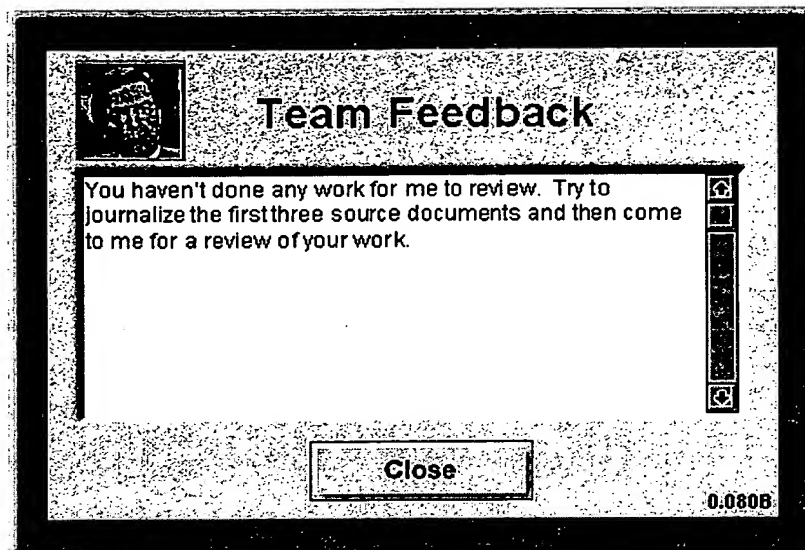 Team Feedback
You haven't done any work for me to review. Try to
journalize the first three source documents and then come
to me for a review of your work.
Close
0.080B